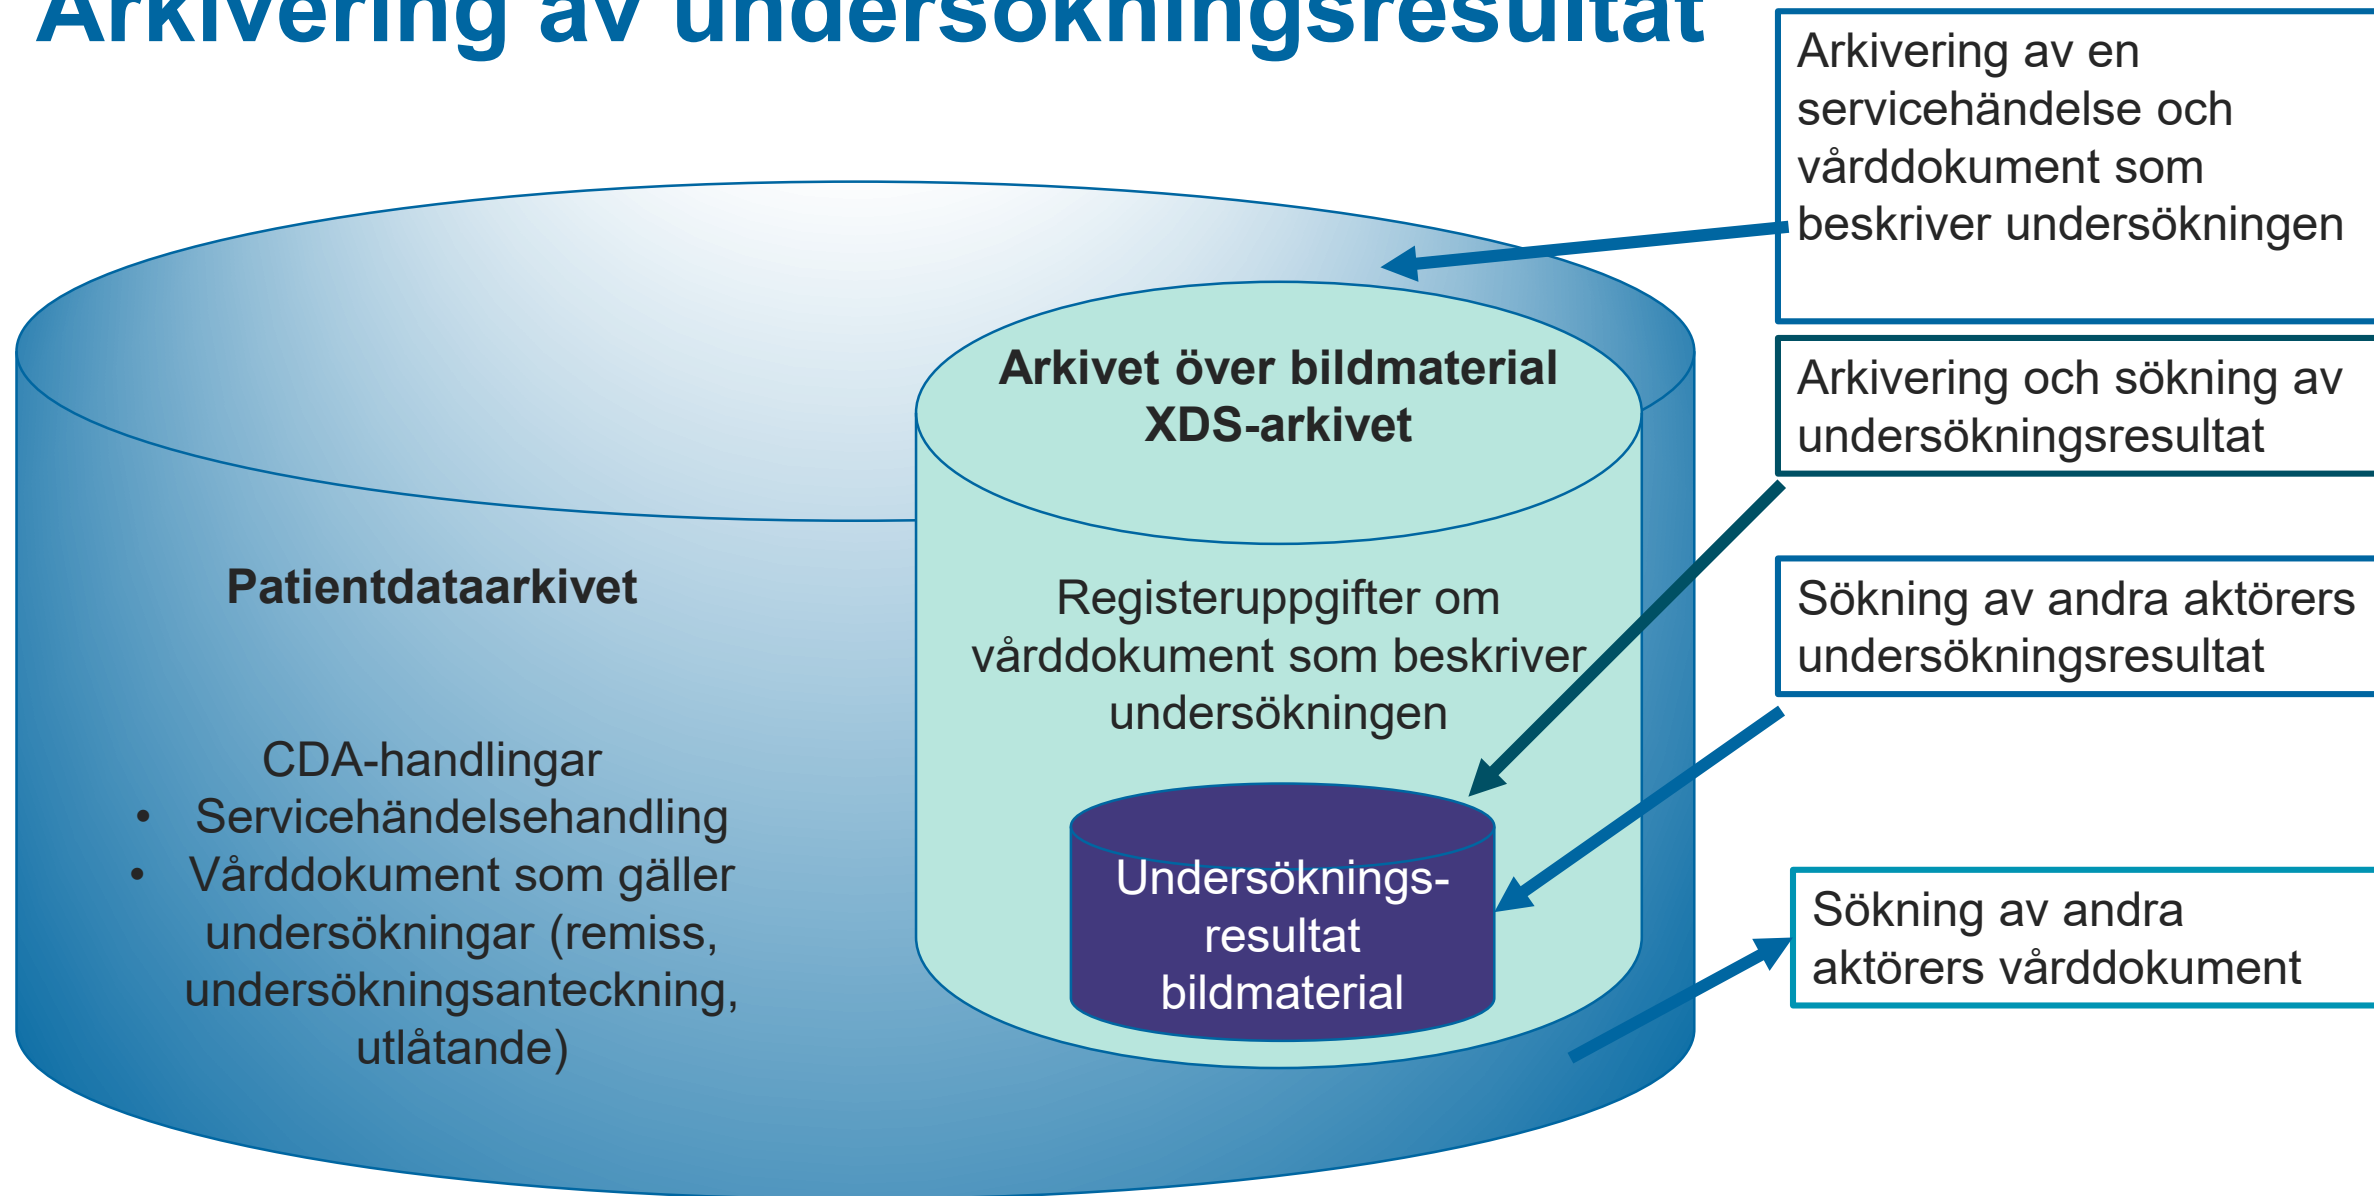 Arkivering av undersökningsresultat
Arkivering av en
servicehändelse och
vårddokument som
beskriver undersökningen
Arkivet över bildmaterial
XDS-arkivet
Arkivering och sökning av
undersökningsresultat
Patientdataarkivet
Registeruppgifter om
vårddokument som beskriver
undersökningen
Sökning av andra aktörers
undersökningsresultat
CDA-handlingar
• Servicehändelsehandling
• Vårddokument som gäller
undersökningar (remiss,
undersökningsanteckning,
utlåtande)
Undersöknings-
resultat
bildmaterial
Sökning av andra
aktörers vårddokument